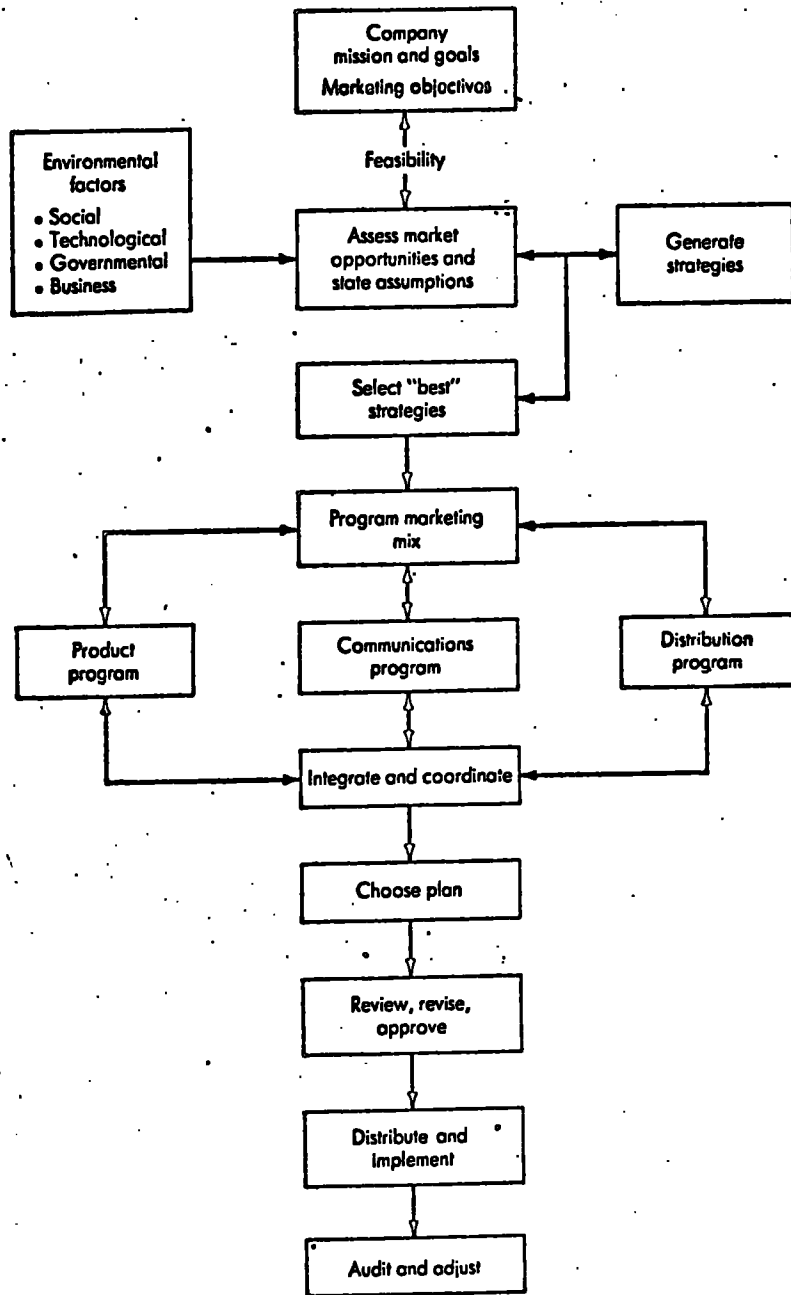 Company
mission and goals
Marketing objectivos
Feasibility
Environmental
factors
• Social
• Technological
• Governmental
• Business
Assess market
opportunities and
state assumptions
Generate
strategies
Select "best"
strategies
Program marketing
mix
Product
program
Communications
program
Distribution
program
Integrate and coordinate
Choose plan
Review, revise,
approve
Distribute and
implement
Audit and adjust